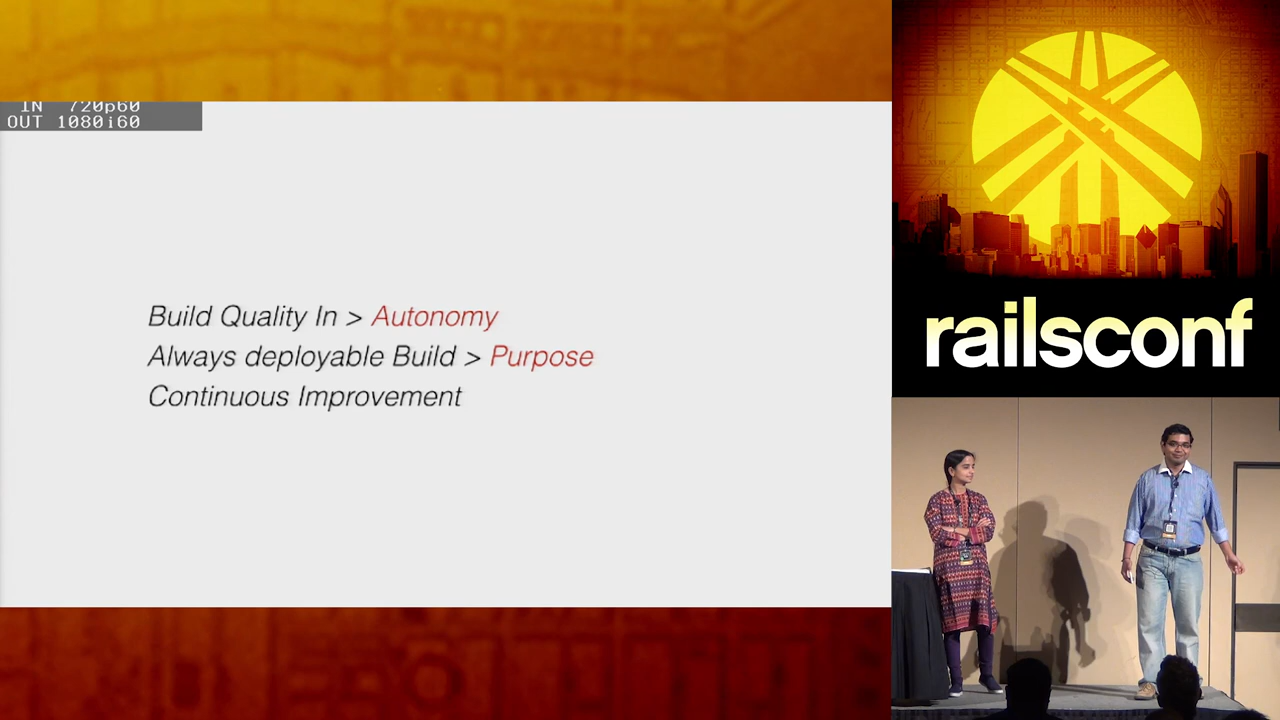 IN 720p60
OUT 1080i60
Build Quality In > Autonomy
Always deployable Build > Purpose
Continuous Improvement
railsconf